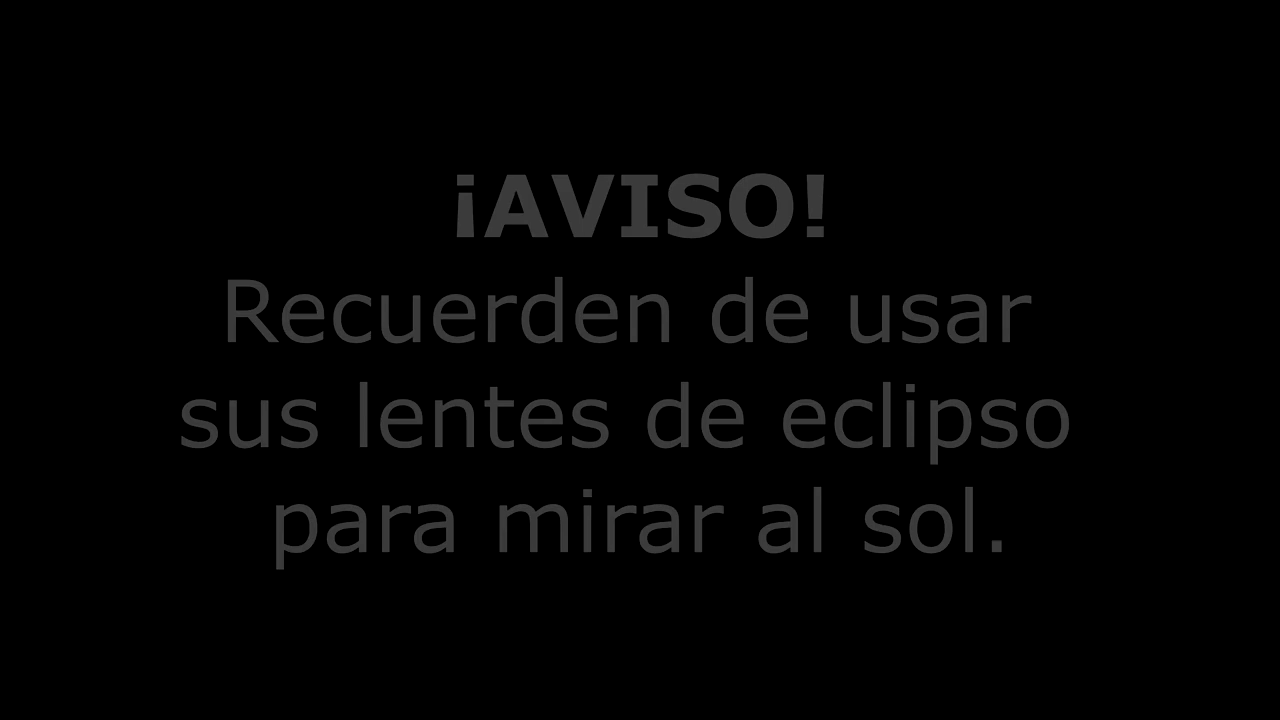 ¡AVISO!
Recuerden de usar
sus lentes de eclipso
para mirar al sol.